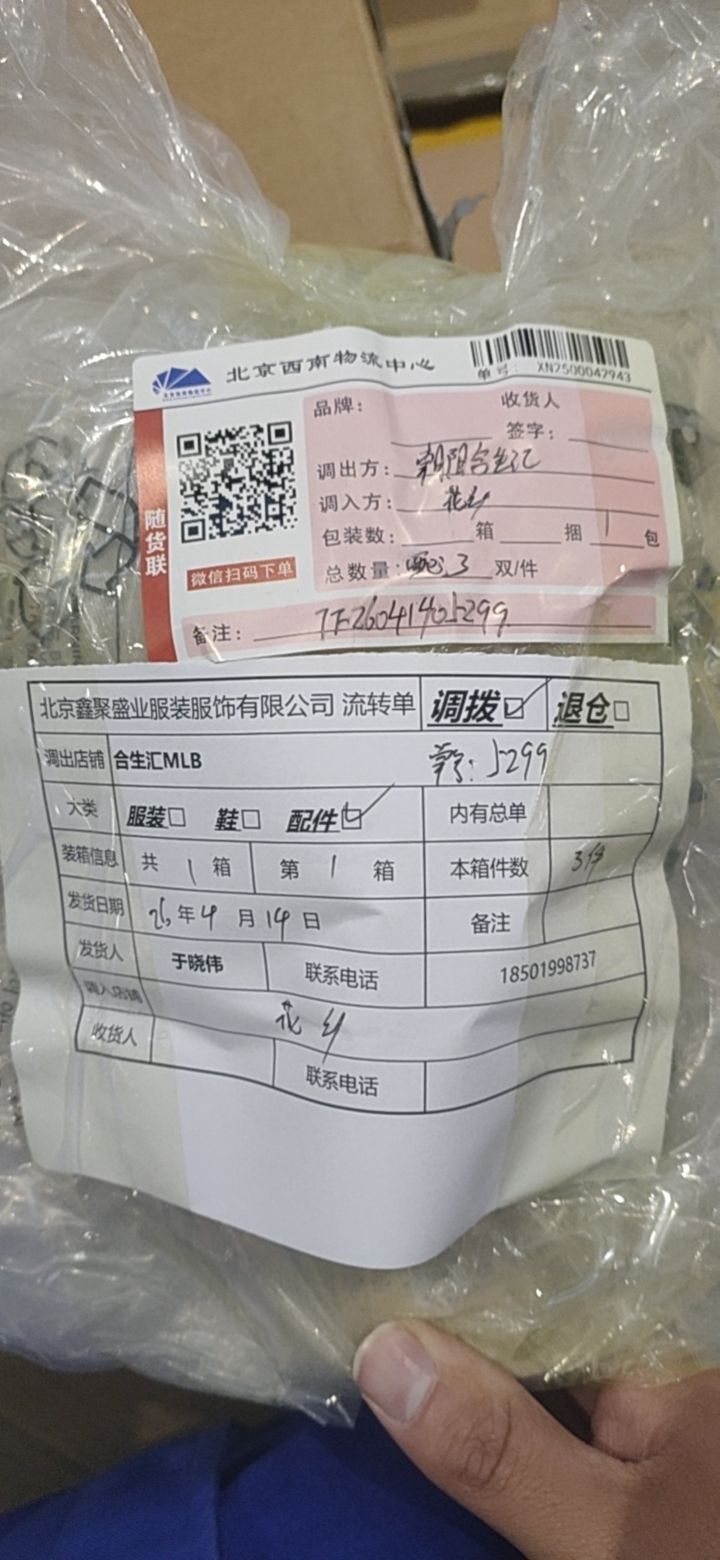 北京西南物流中心
单号: XN2500047943
品牌: 收货人
签字:
调出方: 朝阳合生汇
调入方: 花乡
随货联
包装数: 箱 捆 1 包
微信扫码下单
总数量: 3 双/件
备注: TF26041405299
北京鑫聚盛业服装服饰有限公司 流转单 调拨☑ 退仓□
调出店铺 合生汇MLB 单号: 5299
大类 服装□ 鞋□ 配件☑ 内有总单
装箱信息 共 1 箱 第 1 箱 本箱件数 3件
发货日期 26年4月14日 备注
发货人 于晓伟 联系电话 18501998737
调入店铺 花乡
收货人 联系电话